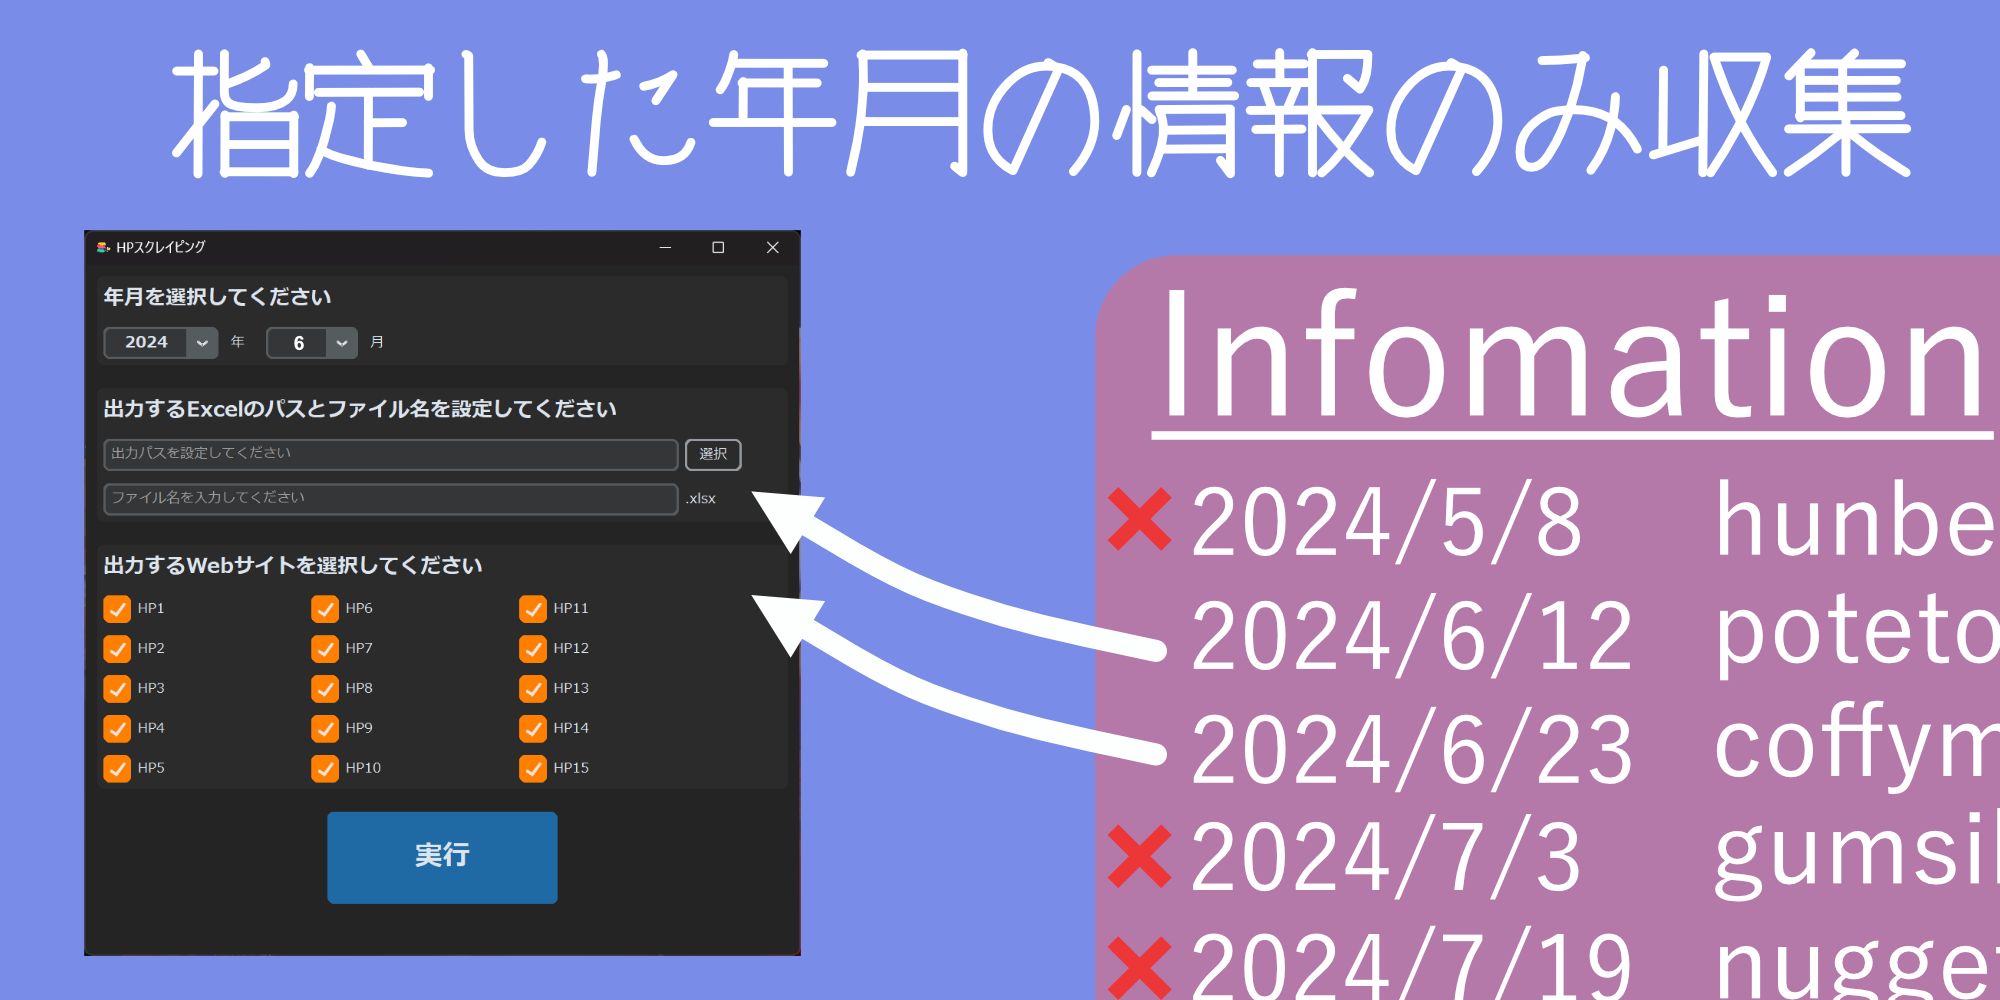 指定した年月の情報のみ収集
HPスクレイピング
年月を選択してください
2024 年 6 月
出力するExcelのパスとファイル名を設定してください
出力パスを設定してください 選択
ファイル名を入力してください .xlsx
出力するWebサイトを選択してください
HP1 HP6 HP11
HP2 HP7 HP12
HP3 HP8 HP13
HP4 HP9 HP14
HP5 HP10 HP15
実行
Infomation
2024/5/8 hunbe
2024/6/12 poteto
2024/6/23 coffym
2024/7/3 gumsi
2024/7/19 nugge